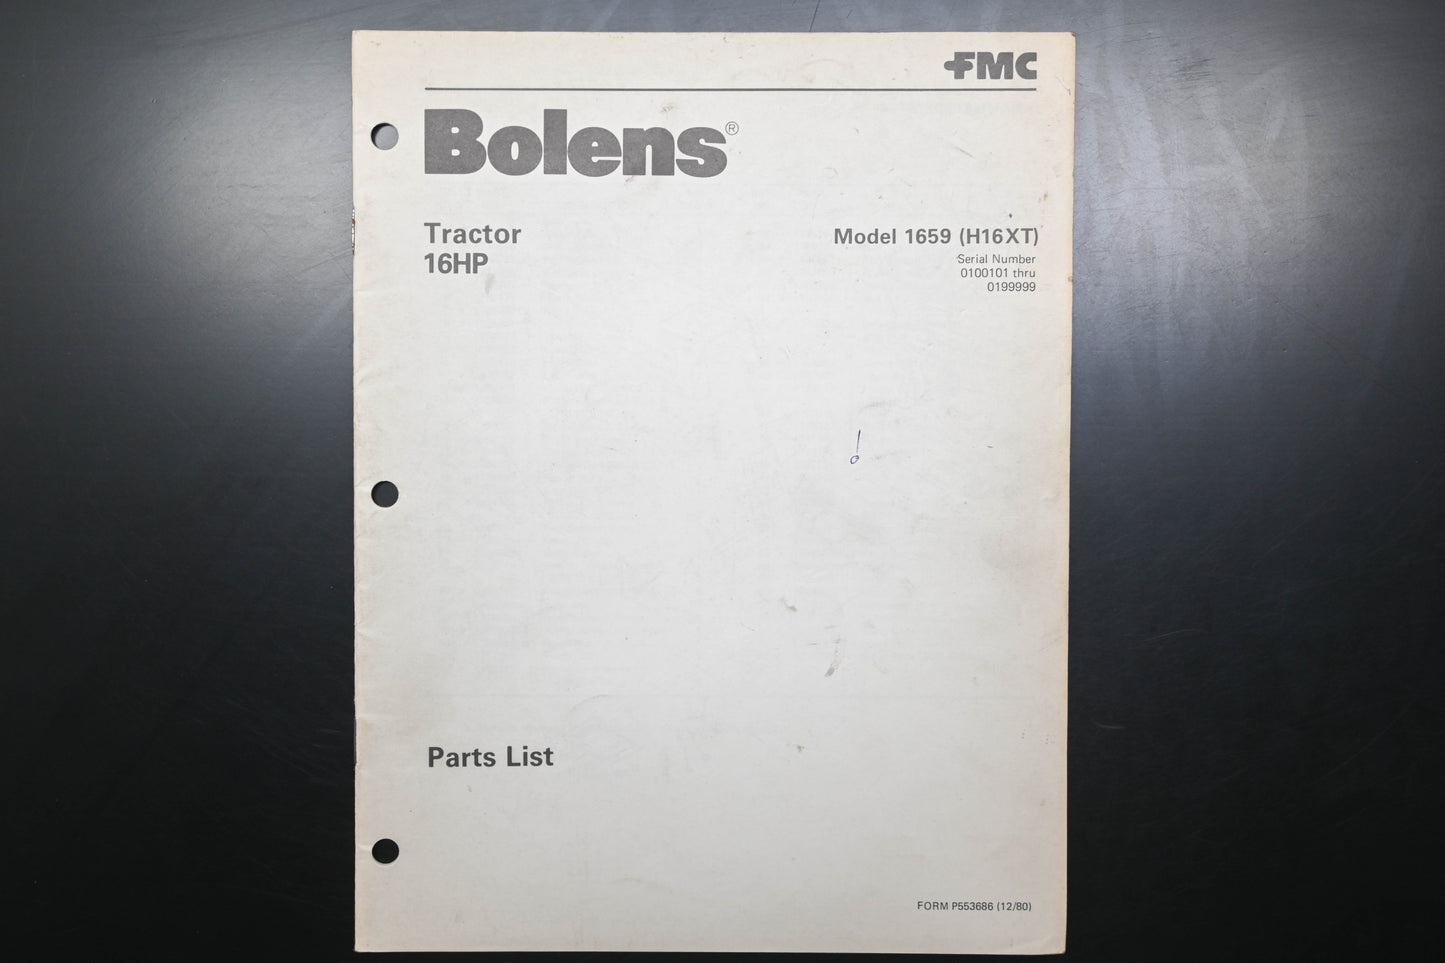 FMC
Bolens®
Tractor
16HP
Model 1659 (H16XT)
Serial Number
0100101 thru
0199999
Parts List
FORM P553686 (12/80)